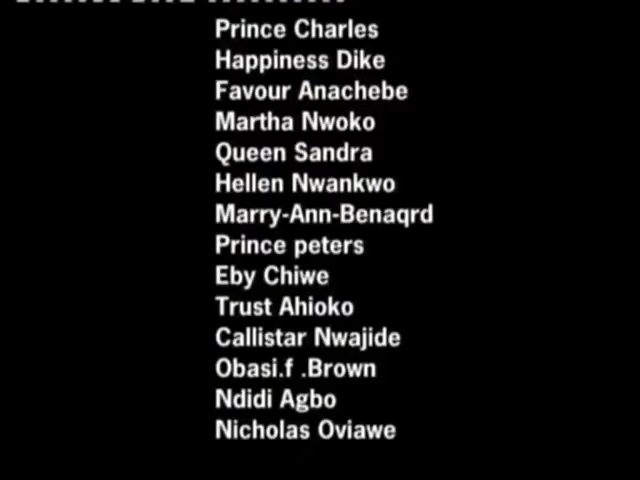 Prince Charles
Happiness Dike
Favour Anachebe
Martha Nwoko
Queen Sandra
Hellen Nwankwo
Marry-Ann-Benaqrd
Prince peters
Eby Chiwe
Trust Ahioko
Callistar Nwajide
Obasi.f .Brown
Ndidi Agbo
Nicholas Oviawe